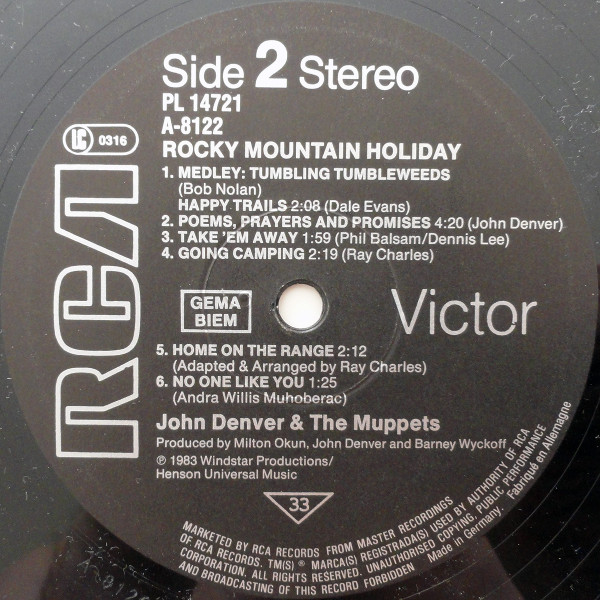 Side 2 Stereo
PL 14721
A-8122
LC 0316
ROCKY MOUNTAIN HOLIDAY
1. MEDLEY: TUMBLING TUMBLEWEEDS
(Bob Nolan)
HAPPY TRAILS 2:08 (Dale Evans)
2. POEMS, PRAYERS AND PROMISES 4:20 (John Denver)
3. TAKE 'EM AWAY 1:59 (Phil Balsam/Dennis Lee)
4. GOING CAMPING 2:19 (Ray Charles)
RCA
GEMA
BIEM
Victor
5. HOME ON THE RANGE 2:12
(Adapted & Arranged by Ray Charles)
6. NO ONE LIKE YOU 1:25
(Andra Willis Muhoberac)
John Denver & The Muppets
Produced by Milton Okun, John Denver and Barney Wyckoff
℗ 1983 Windstar Productions/
Henson Universal Music
33
MARKETED BY RCA RECORDS FROM MASTER RECORDINGS
OF RCA RECORDS. TM(S) ® MARCA(S) REGISTRADA(S) USED BY AUTHORITY OF RCA
CORPORATION. ALL RIGHTS RESERVED. UNAUTHORISED COPYING, PUBLIC PERFORMANCE
AND BROADCASTING OF THIS RECORD FORBIDDEN
Made in Germany. Fabriqué en Allemagne